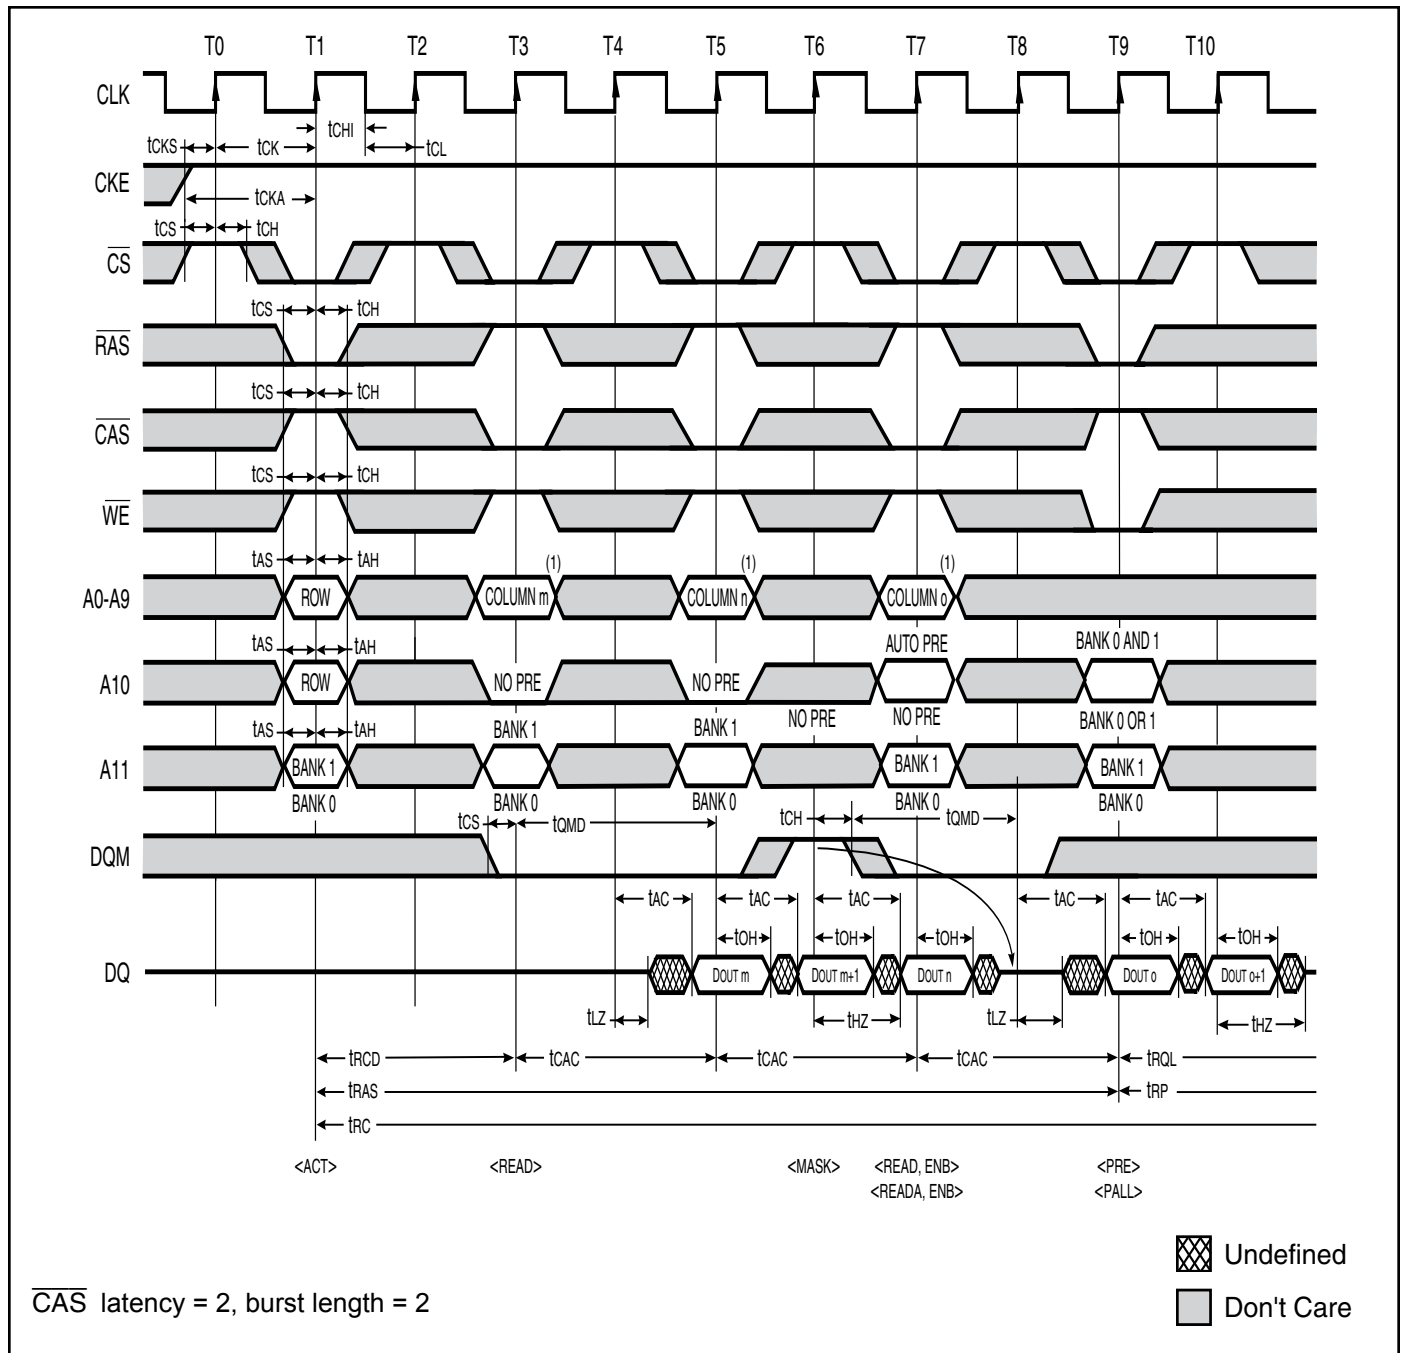 T0 T1 T2 T3 T4 T5 T6 T7 T8 T9 T10
CLK
tCHI
tCKS tCK tCL
CKE
tCKA
tCS tCH
CS
tCS tCH
RAS
tCS tCH
CAS
tCS tCH
WE
tAS tAH (1) (1) (1)
A0-A9 ROW COLUMN m COLUMN n COLUMN o
tAS tAH AUTO PRE BANK 0 AND 1
A10 ROW NO PRE NO PRE
NO PRE NO PRE BANK 0 OR 1
tAS tAH BANK 1 BANK 1
A11 BANK 1 BANK 1 BANK 1
BANK 0 BANK 0 BANK 0 BANK 0 BANK 0
tCS tQMD tCH tQMD
DQM
tAC tAC tAC tAC tAC
tOH tOH tOH tOH tOH
DQ DOUT m DOUT m+1 DOUT n DOUT o DOUT o+1
tLZ tHZ tLZ tHZ
tRCD tCAC tCAC tCAC tRQL
tRAS tRP
tRC
<ACT> <READ> <MASK> <READ, ENB> <PRE>
<READA, ENB> <PALL>
Undefined
CAS latency = 2, burst length = 2
Don't Care